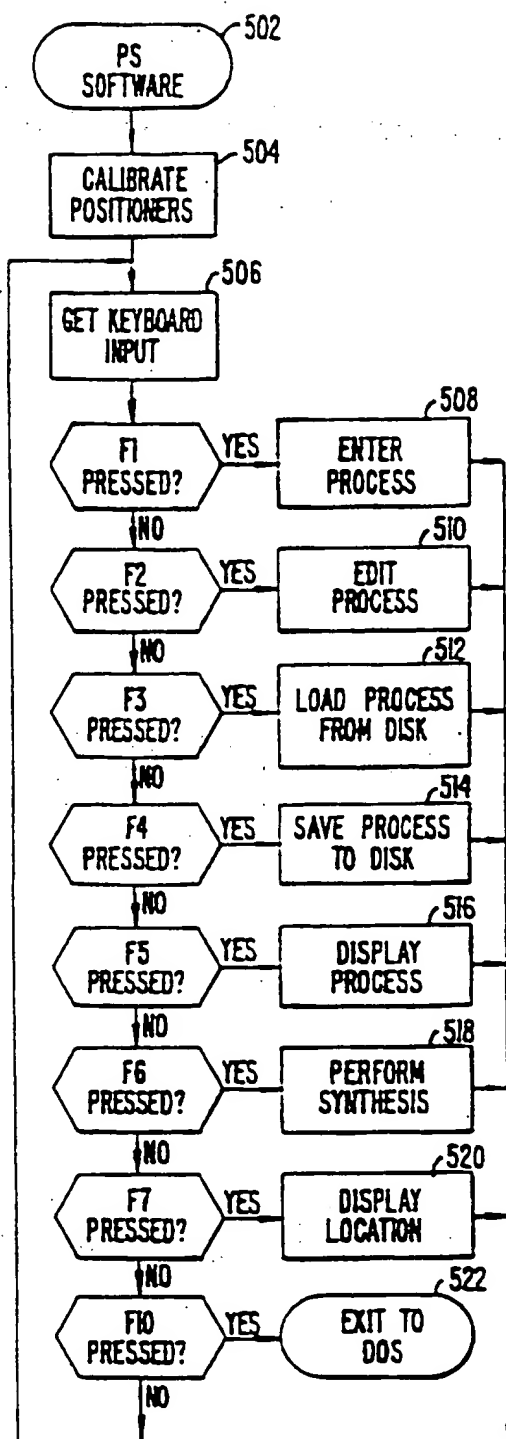 502
PS
SOFTWARE
504
CALIBRATE
POSITIONERS
506
GET KEYBOARD
INPUT
508
F1
PRESSED?
YES
ENTER
PROCESS
NO
510
F2
PRESSED?
YES
EDIT
PROCESS
NO
512
F3
PRESSED?
YES
LOAD PROCESS
FROM DISK
NO
514
F4
PRESSED?
YES
SAVE PROCESS
TO DISK
NO
516
F5
PRESSED?
YES
DISPLAY
PROCESS
NO
518
F6
PRESSED?
YES
PERFORM
SYNTHESIS
NO
520
F7
PRESSED?
YES
DISPLAY
LOCATION
NO
522
F10
PRESSED?
YES
EXIT TO
DOS
NO